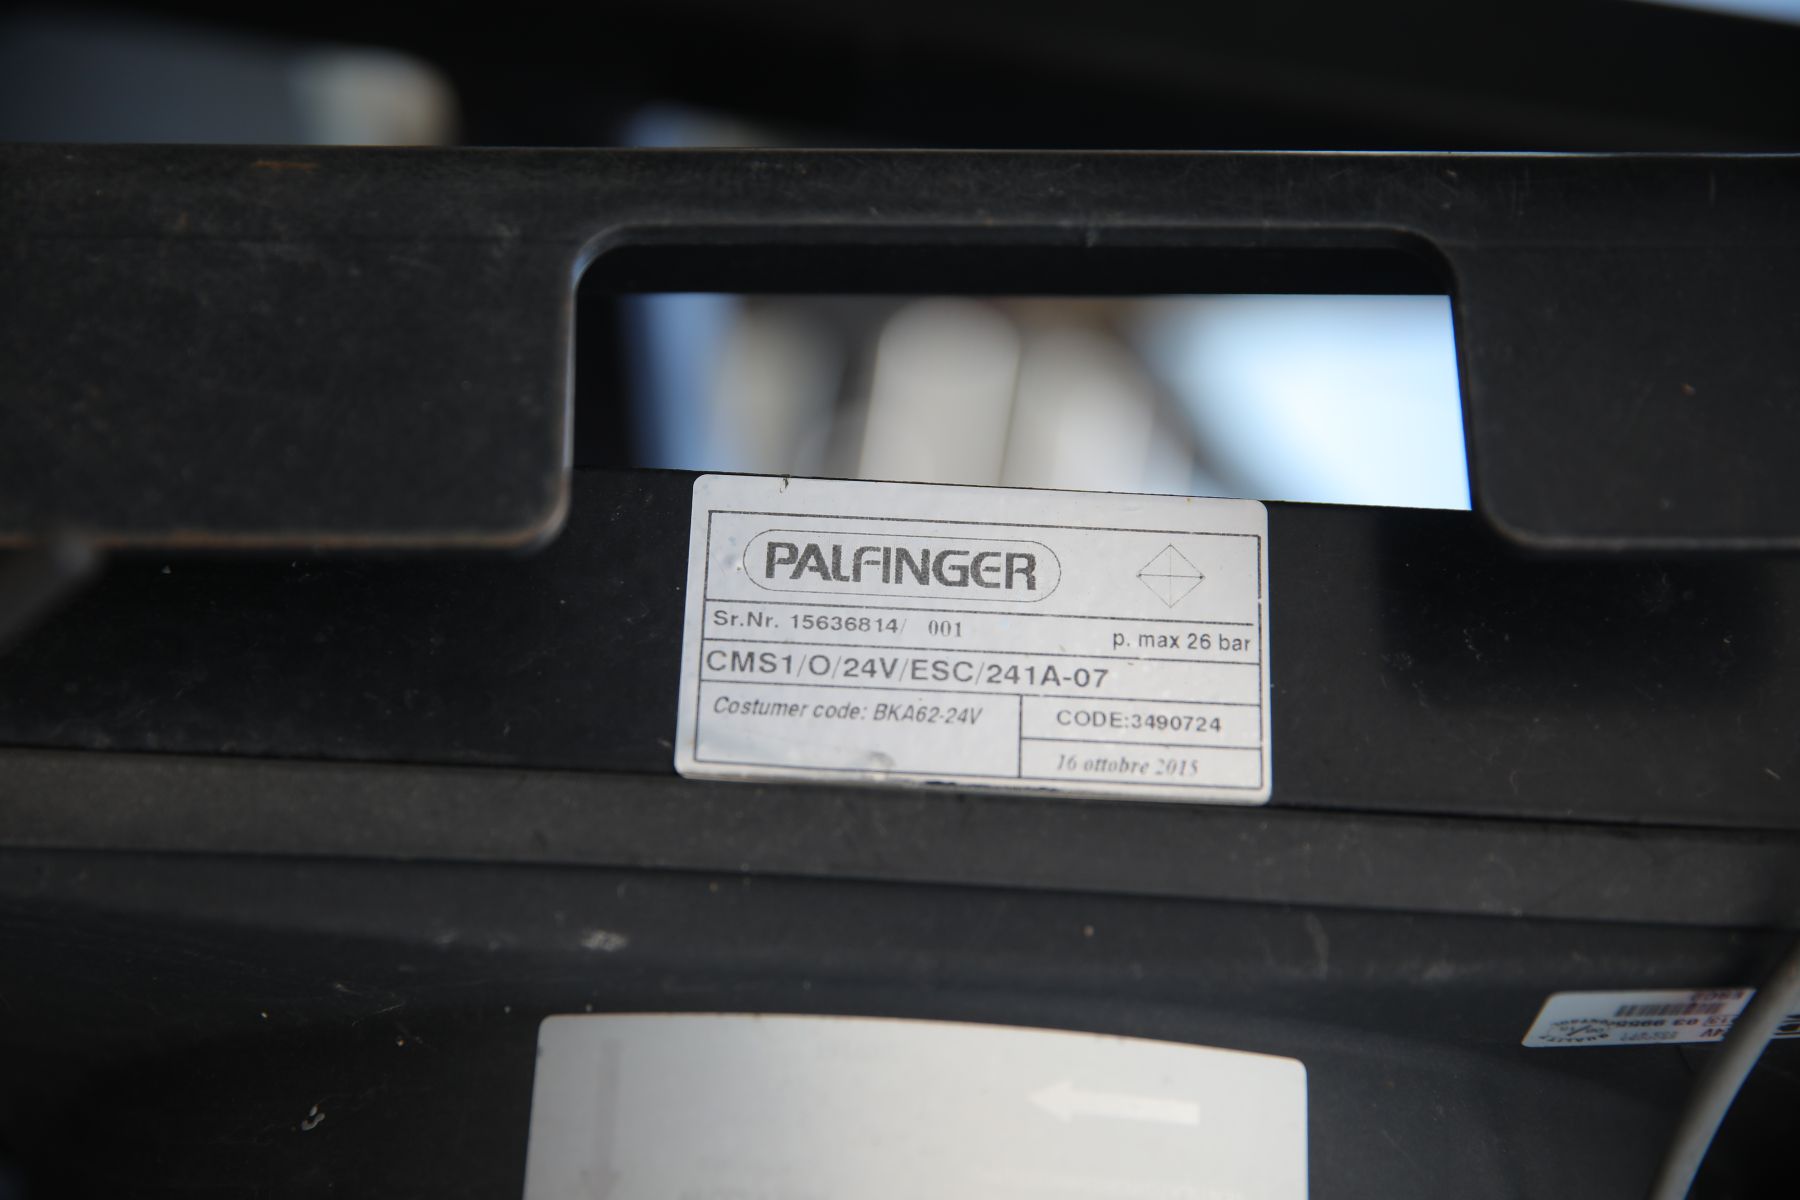 PALFINGER
Sr.Nr. 15636814/ 001
p. max 26 bar
CMS1/O/24V/ESC/241A-07
Costumer code: BKA62-24V
CODE:3490724
16 ottobre 2015